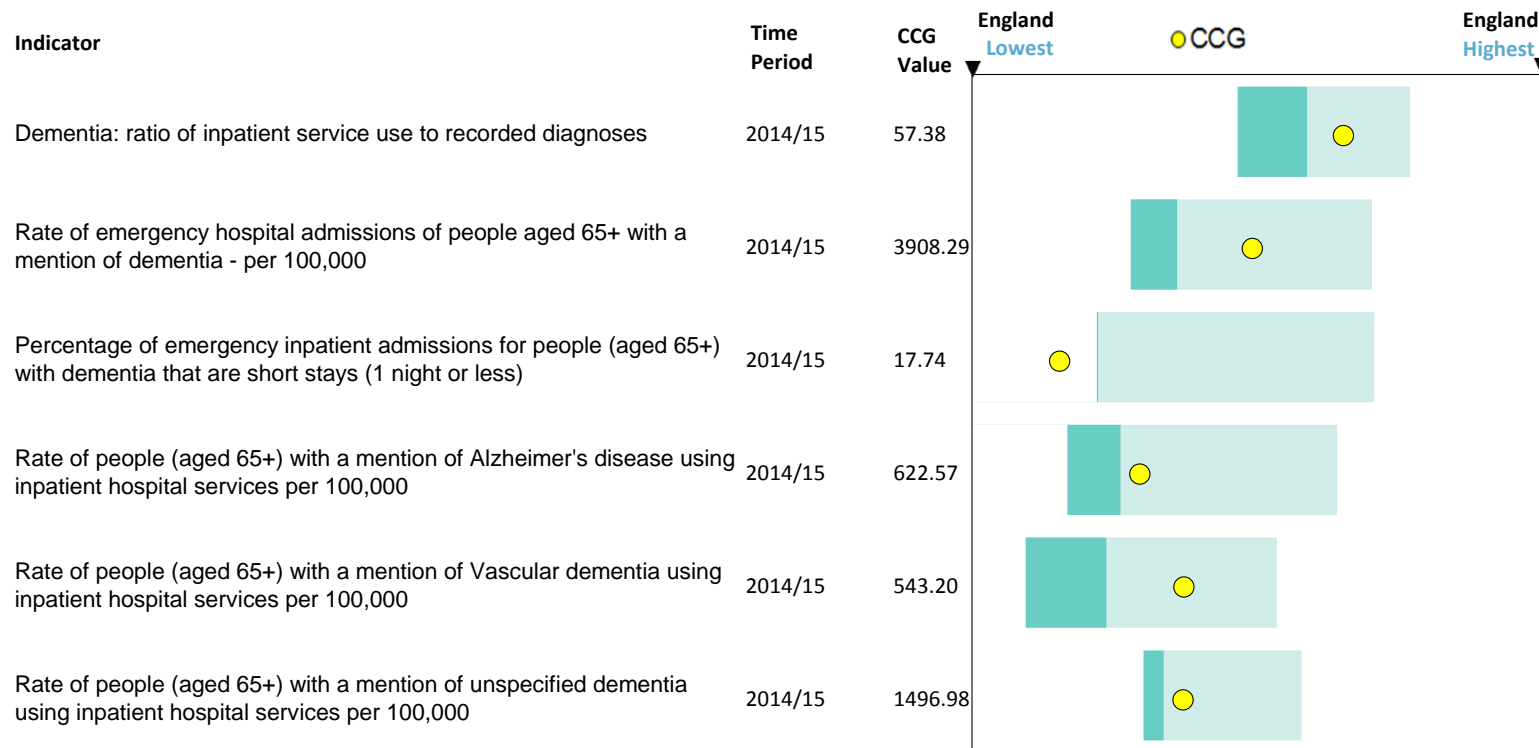 Indicator
Time
Period
CCG
Value
England
Lowest
CCG
England
Highest
Dementia: ratio of inpatient service use to recorded diagnoses
2014/15
57.38
Rate of emergency hospital admissions of people aged 65+ with a
mention of dementia - per 100,000
2014/15
3908.29
Percentage of emergency inpatient admissions for people (aged 65+)
with dementia that are short stays (1 night or less)
2014/15
17.74
Rate of people (aged 65+) with a mention of Alzheimer's disease using
inpatient hospital services per 100,000
2014/15
622.57
Rate of people (aged 65+) with a mention of Vascular dementia using
inpatient hospital services per 100,000
2014/15
543.20
Rate of people (aged 65+) with a mention of unspecified dementia
using inpatient hospital services per 100,000
2014/15
1496.98